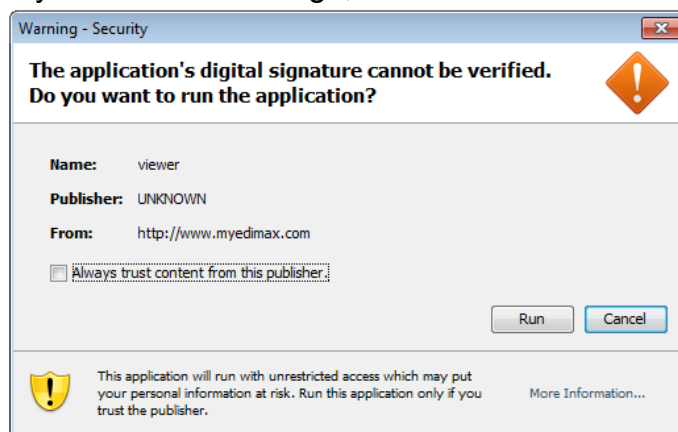 Warning - Security
The application's digital signature cannot be verified.
Do you want to run the application?
Name: viewer
Publisher: UNKNOWN
From: http://www.myedimax.com
Always trust content from this publisher.
Run Cancel
This application will run with unrestricted access which may put
your personal information at risk. Run this application only if you
trust the publisher.
More Information...